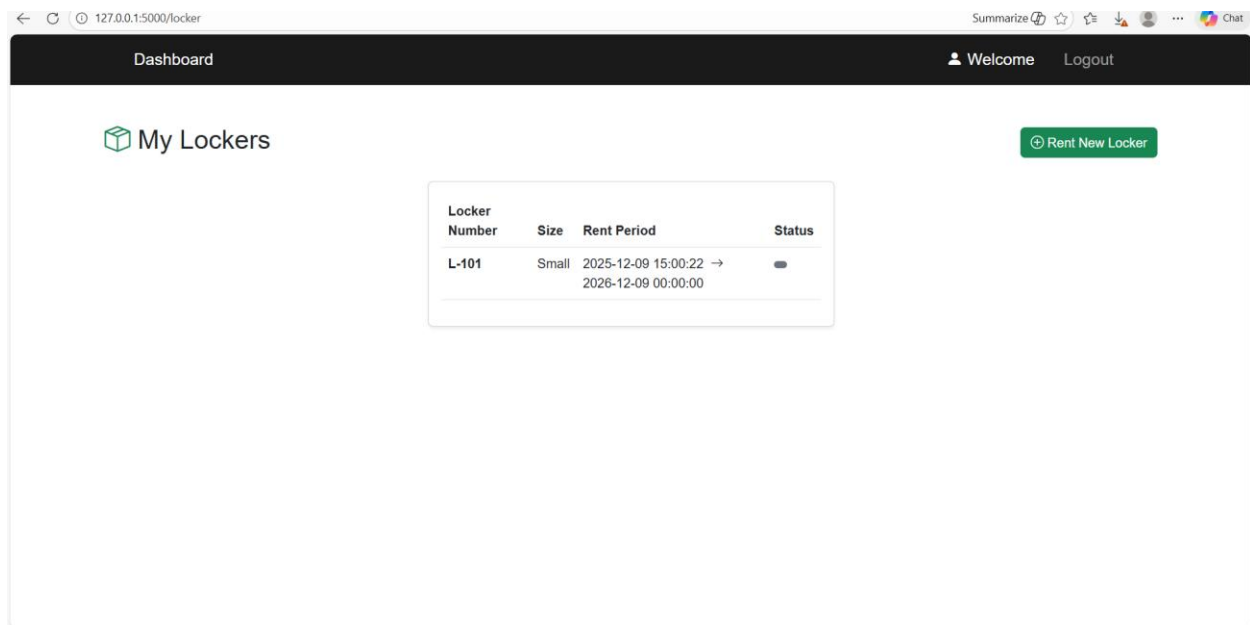 127.0.0.1:5000/locker Summarize ... Chat
Dashboard Welcome Logout
My Lockers Rent New Locker
Locker
Number Size Rent Period Status
L-101 Small 2025-12-09 15:00:22 →
2026-12-09 00:00:00